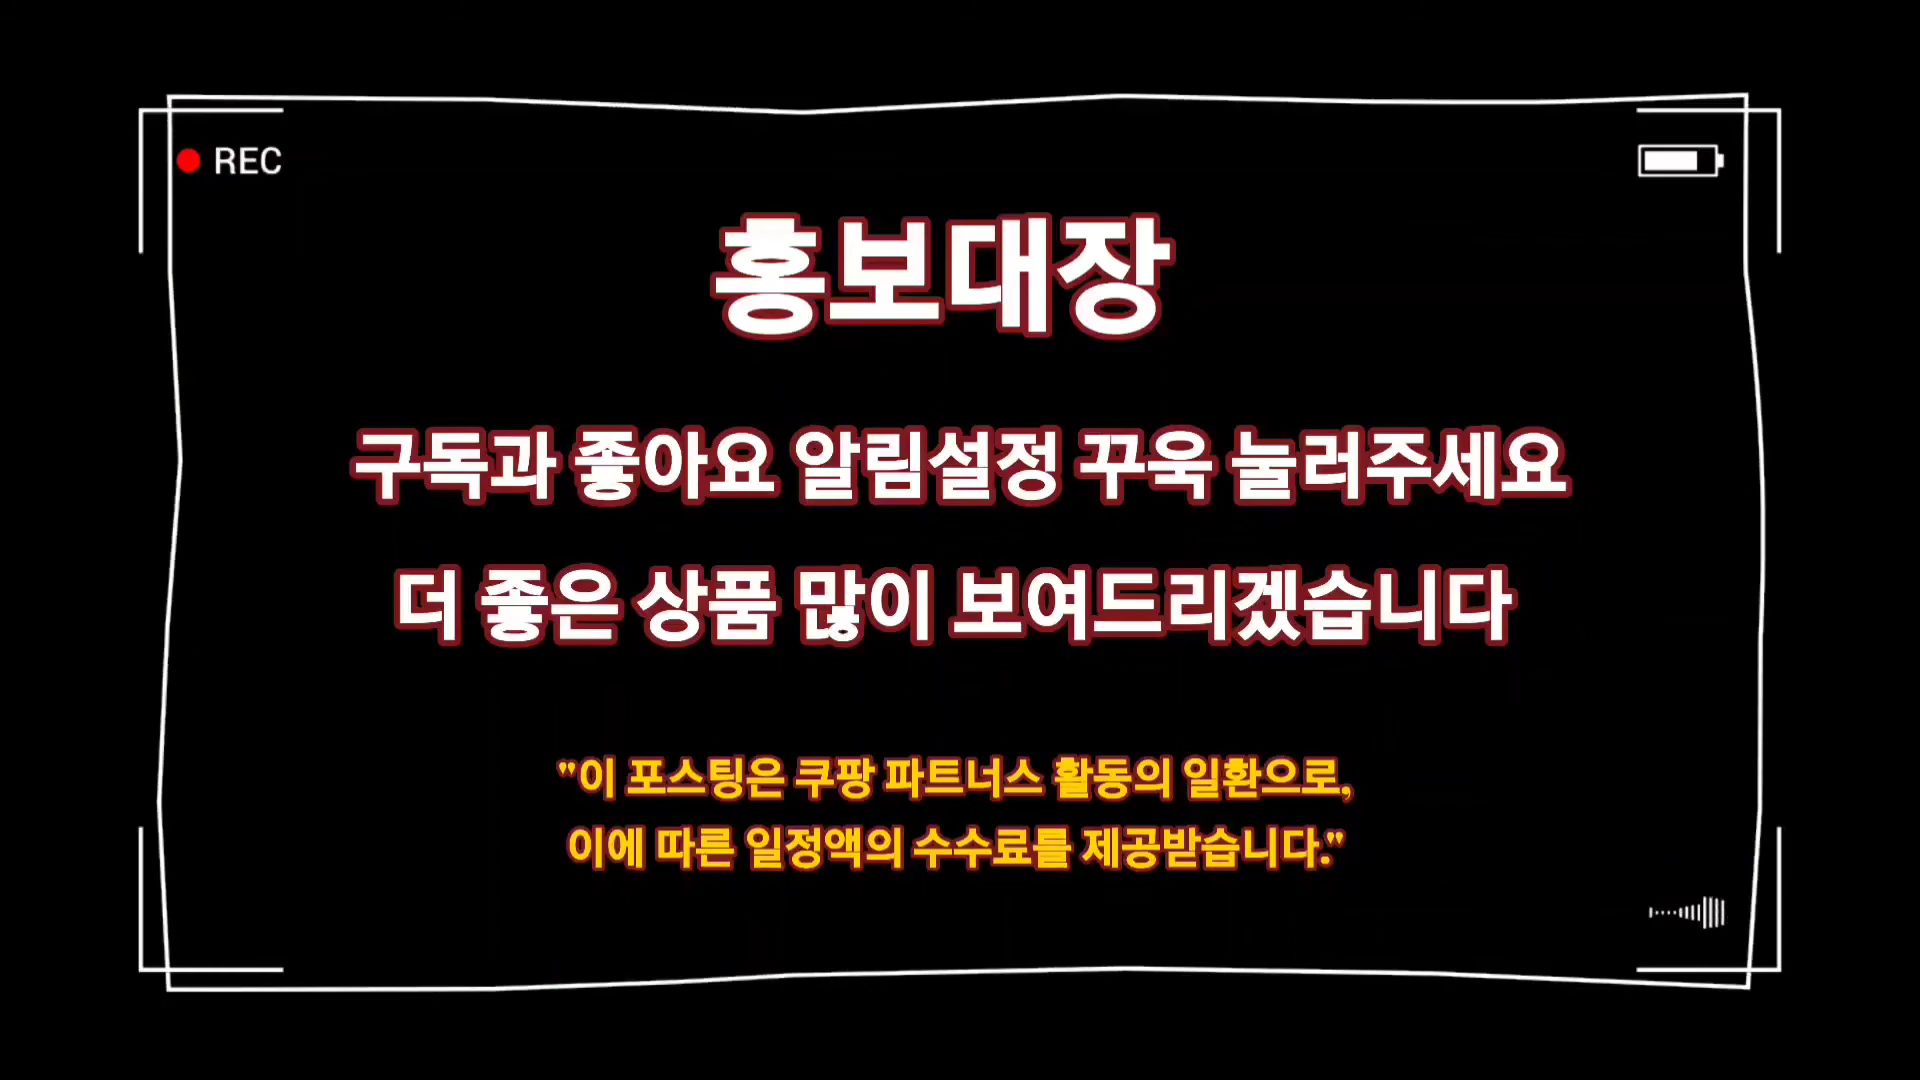 REC
홍보대장
구독과 좋아요 알림설정 꾸욱 눌러주세요
더 좋은 상품 많이 보여드리겠습니다
"이 포스팅은 쿠팡 파트너스 활동의 일환으로,
이에 따른 일정액의 수수료를 제공받습니다."